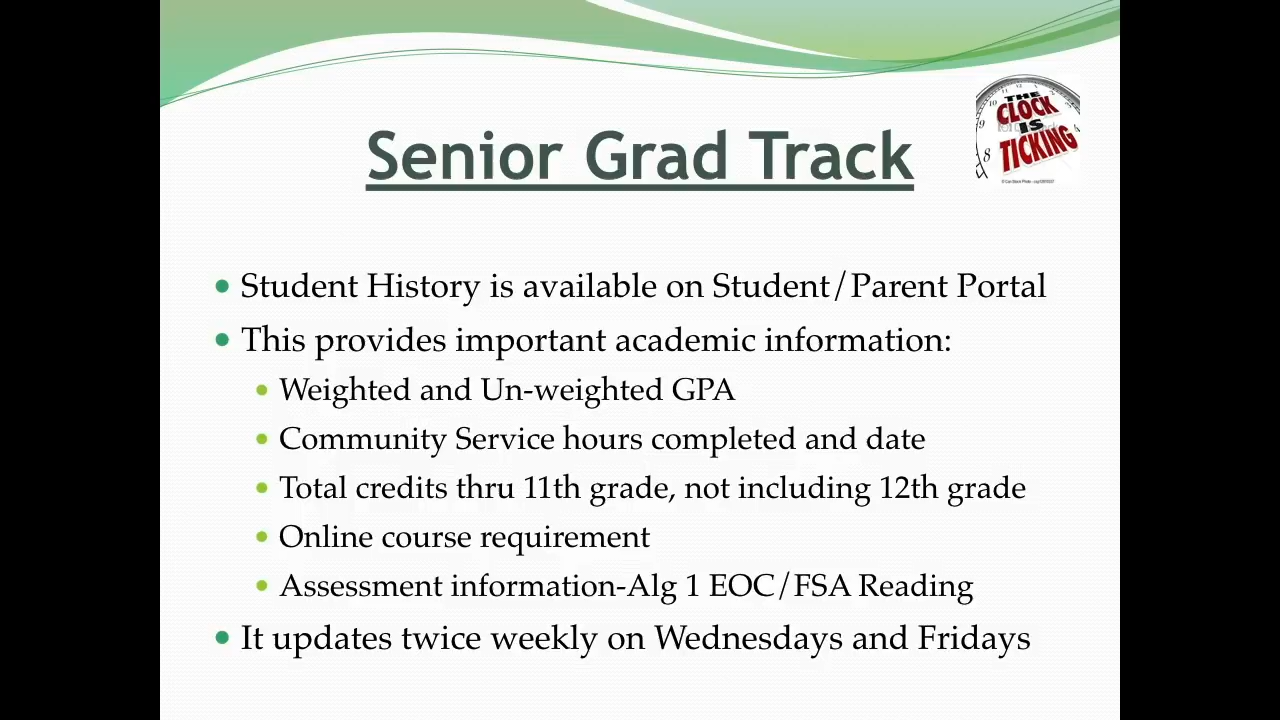 THE
CLOCK
IS
TICKING
Senior Grad Track
• Student History is available on Student/Parent Portal
• This provides important academic information:
• Weighted and Un-weighted GPA
• Community Service hours completed and date
• Total credits thru 11th grade, not including 12th grade
• Online course requirement
• Assessment information-Alg 1 EOC/FSA Reading
• It updates twice weekly on Wednesdays and Fridays